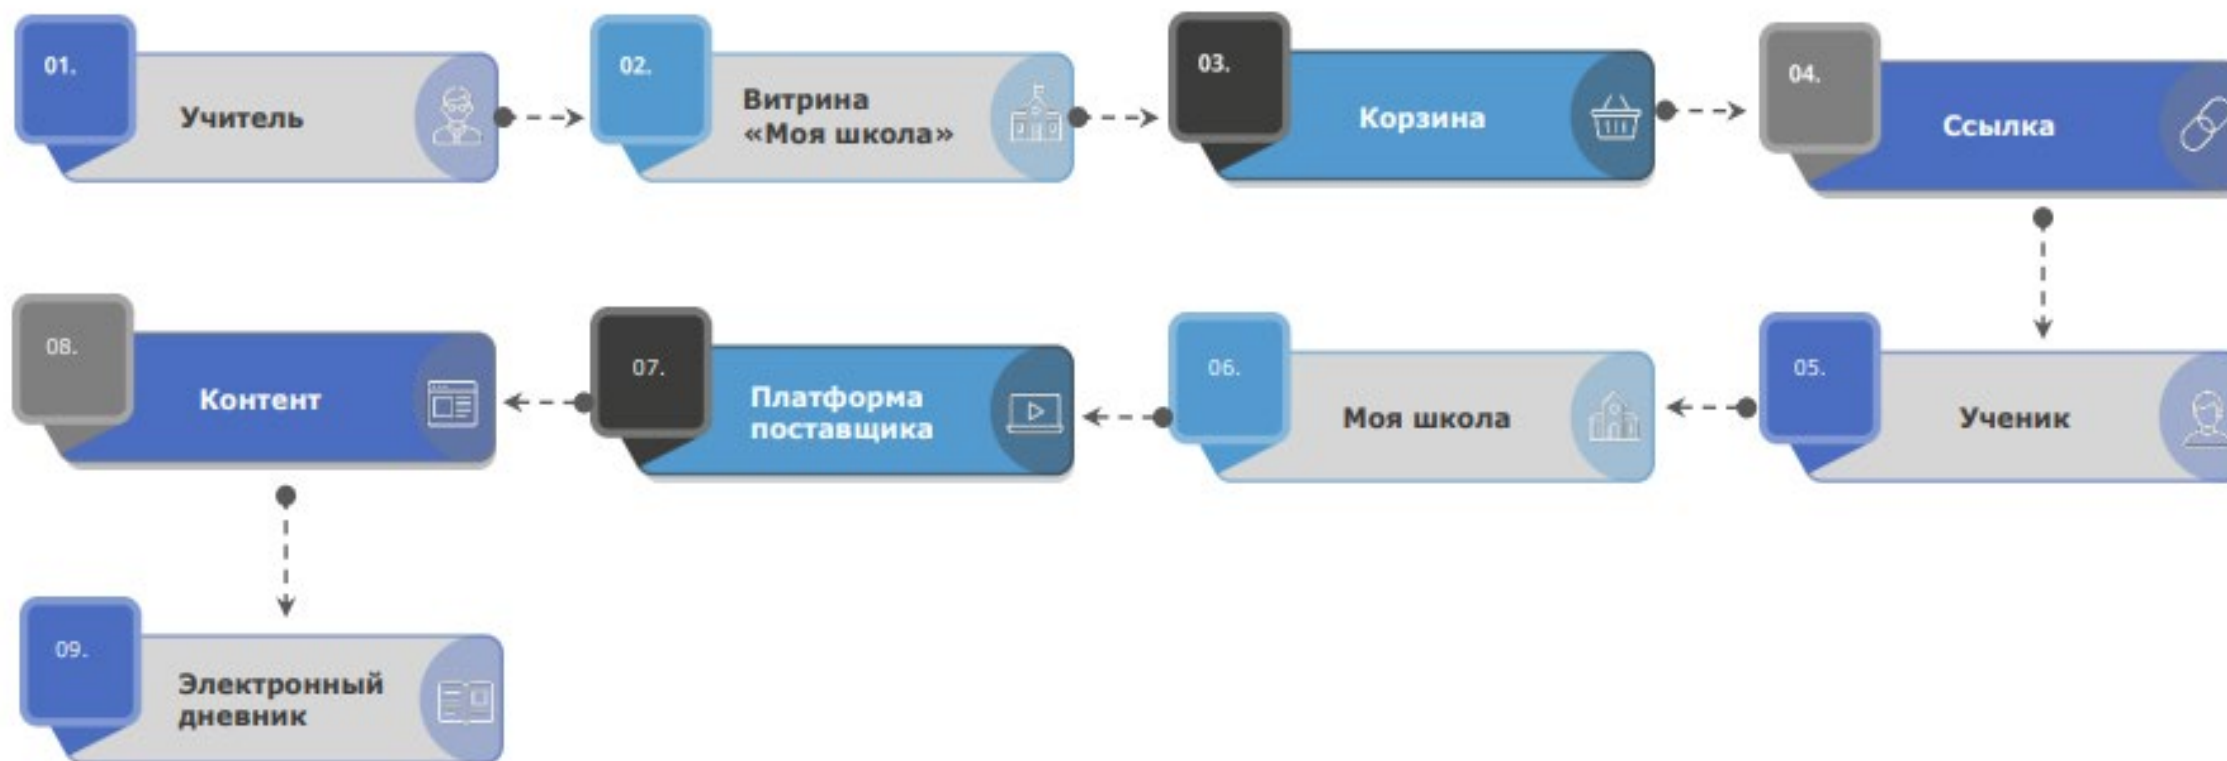 01.
Учитель
02.
Витрина
«Моя школа»
03.
Корзина
04.
Ссылка
05.
Ученик
06.
Моя школа
07.
Платформа
поставщика
08.
Контент
09.
Электронный
дневник